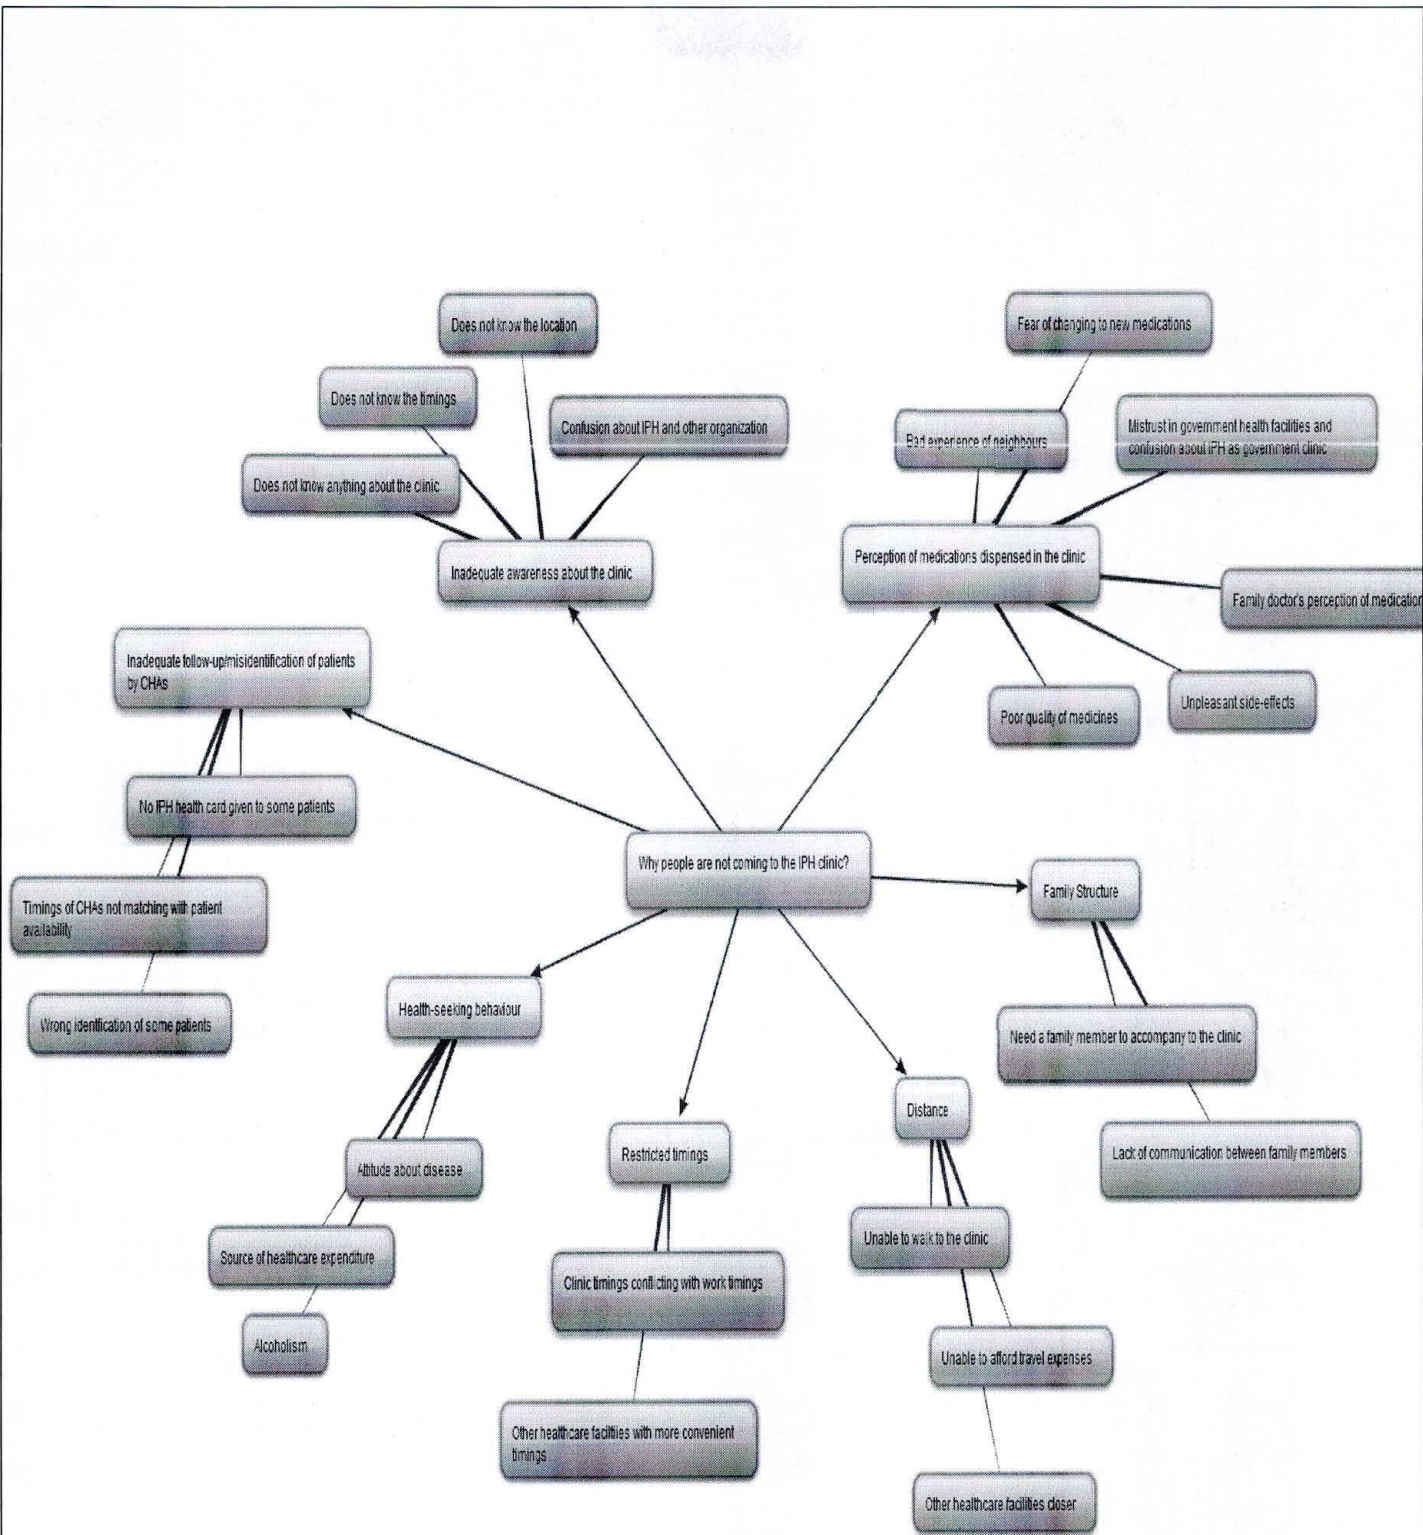 Does not know the location
Fear of changing to new medications
Does not know the timings
Confusion about IPH and other organization
Bad experience of neighbours
Mistrust in government health facilities and
confusion about IPH as government clinic
Does not know anything about the clinic
Inadequate awareness about the clinic
Perception of medications dispensed in the clinic
Family doctor's perception of medication
Inadequate follow-up/misidentification of patients
by CHAs
Poor quality of medicines
Unpleasant side-effects
No IPH health card given to some patients
Why people are not coming to the IPH clinic?
Family Structure
Timings of CHAs not matching with patient
availability
Wrong identification of some patients
Health-seeking behaviour
Need a family member to accompany to the clinic
Distance
Restricted timings
Lack of communication between family members
Attitude about disease
Unable to walk to the clinic
Source of healthcare expenditure
Clinic timings conflicting with work timings
Alcoholism
Unable to afford travel expenses
Other healthcare facilities with more convenient
timings
Other healthcare facilities closer